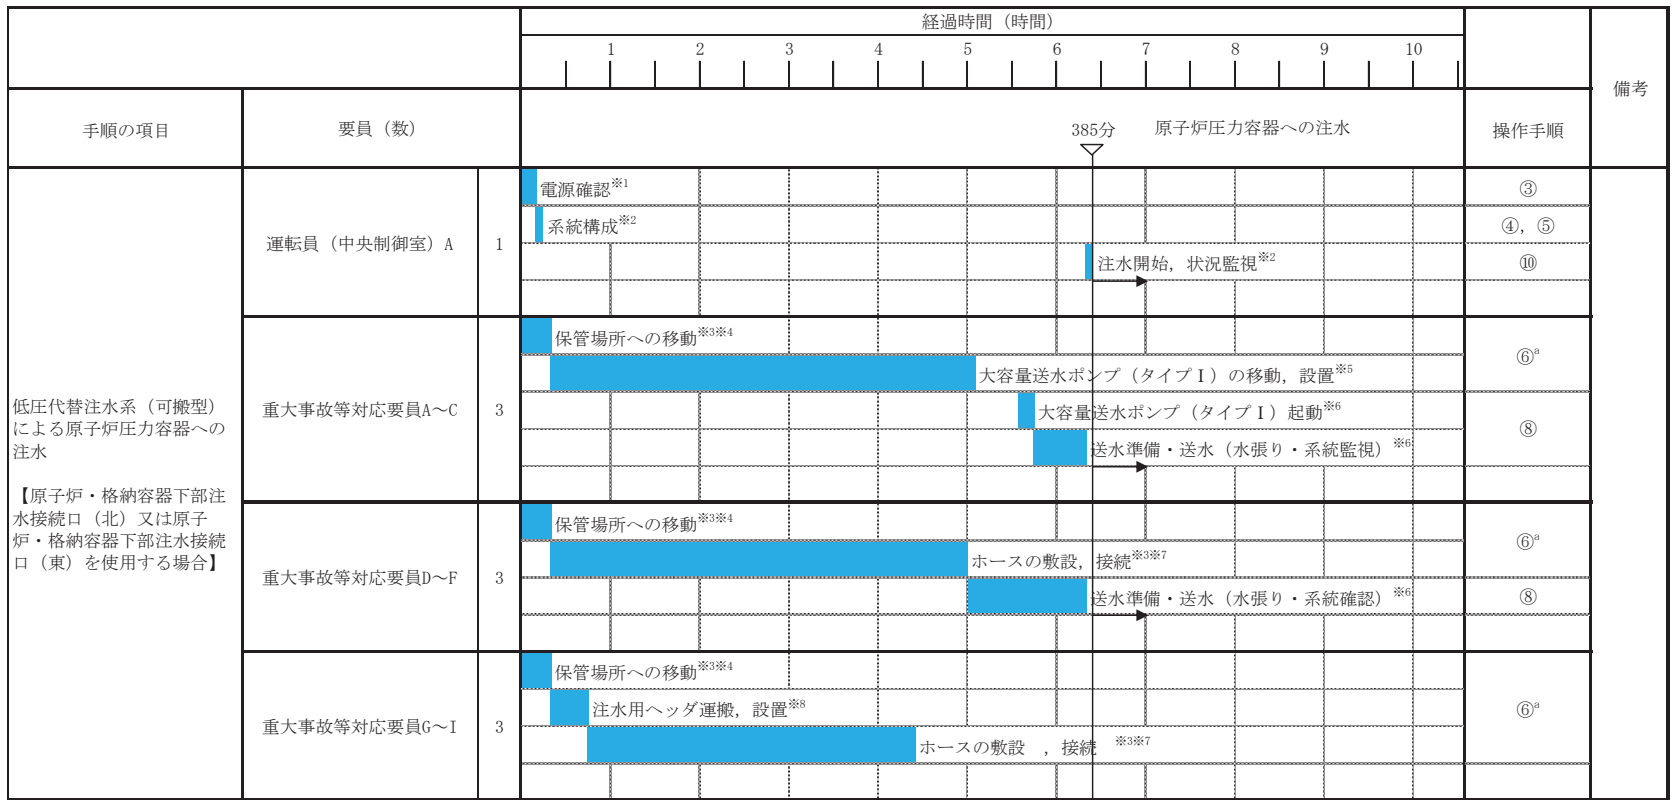 経過時間（時間）
1 2 3 4 5 6 7 8 9 10
備考
手順の項目
要員（数）
385分
原子炉圧力容器への注水
操作手順
電源確認※1
③
系統構成※2
④，⑤
運転員（中央制御室）A
1
注水開始，状況監視※2
⑩
保管場所への移動※3※4
⑥a
大容量送水ポンプ（タイプⅠ）の移動，設置※5
重大事故等対応要員A～C
3
大容量送水ポンプ（タイプⅠ）起動※6
⑧
送水準備・送水（水張り・系統監視）※6
低圧代替注水系（可搬型）
による原子炉圧力容器への
注水
【原子炉・格納容器下部注
水接続口（北）又は原子
炉・格納容器下部注水接続
口（東）を使用する場合】
保管場所への移動※3※4
⑥a
ホースの敷設，接続※3※7
重大事故等対応要員D～F
3
送水準備・送水（水張り・系統確認）※6
⑧
保管場所への移動※3※4
注水用ヘッダ運搬，設置※8
⑥a
重大事故等対応要員G～I
3
ホースの敷設　，接続　※3※7